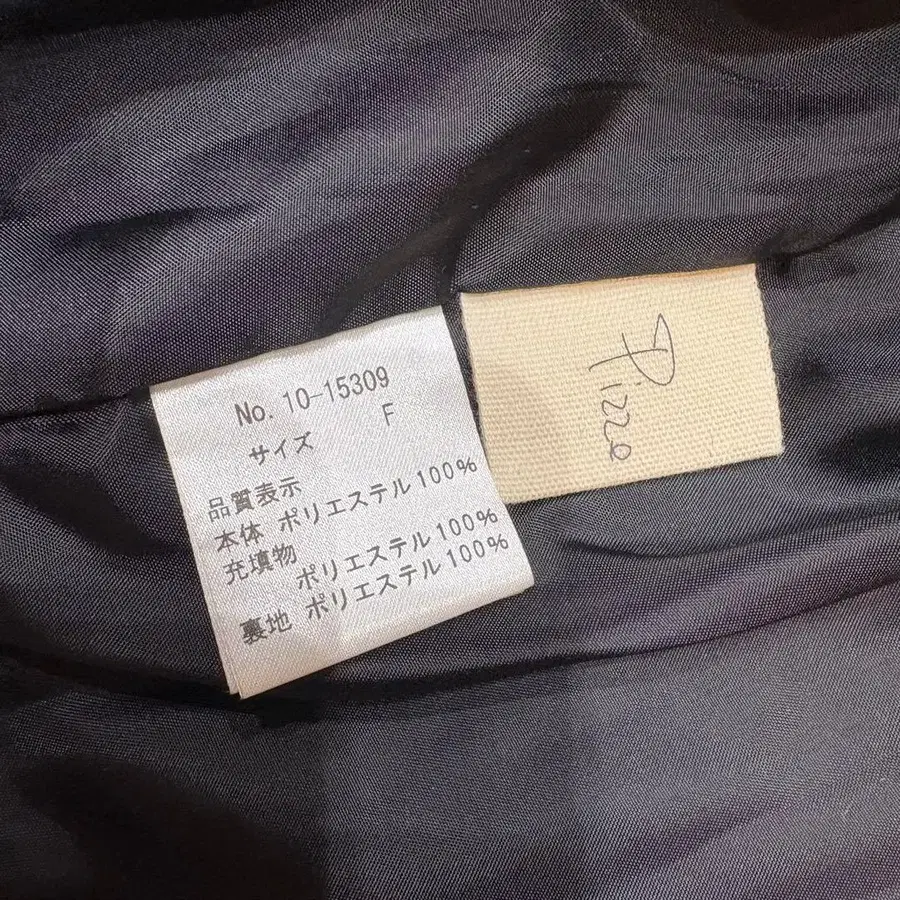 No. 10-15309
サイズ F
品質表示
本体 ポリエステル100%
充填物
ポリエステル100%
裏地 ポリエステル100%
Pizzo